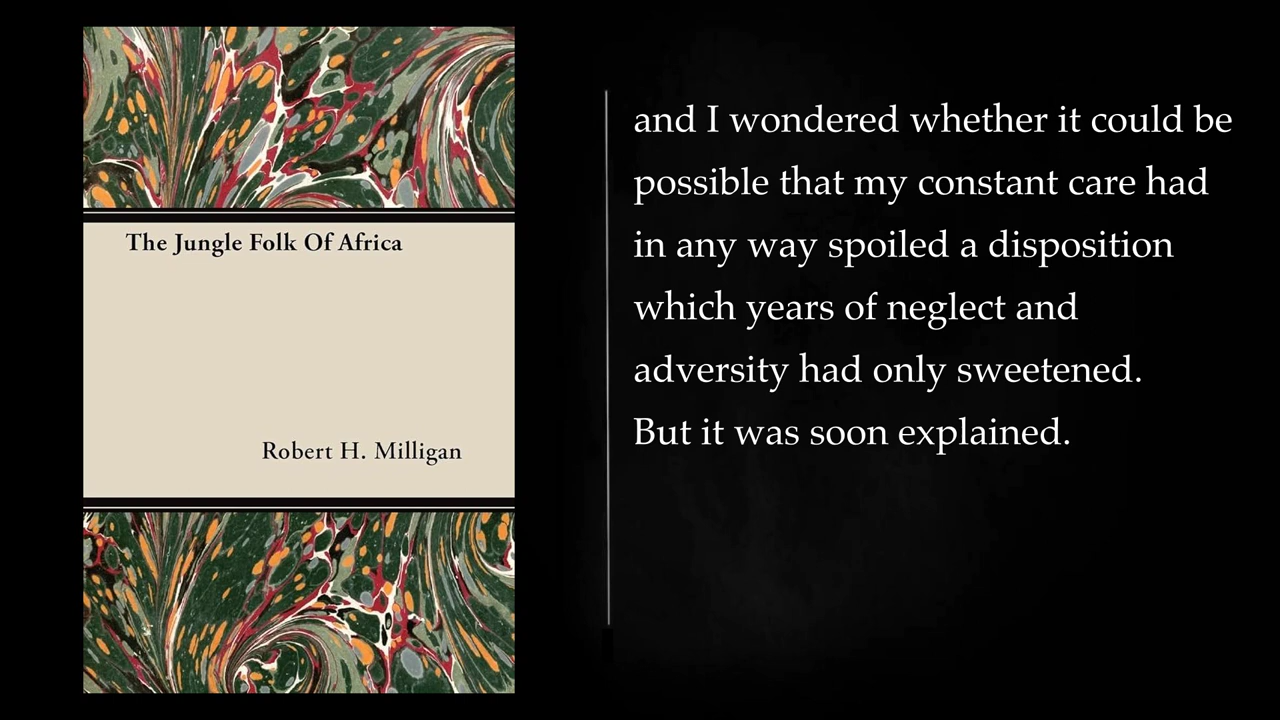 The Jungle Folk Of Africa
Robert H. Milligan
and I wondered whether it could be
possible that my constant care had
in any way spoiled a disposition
which years of neglect and
adversity had only sweetened.
But it was soon explained.